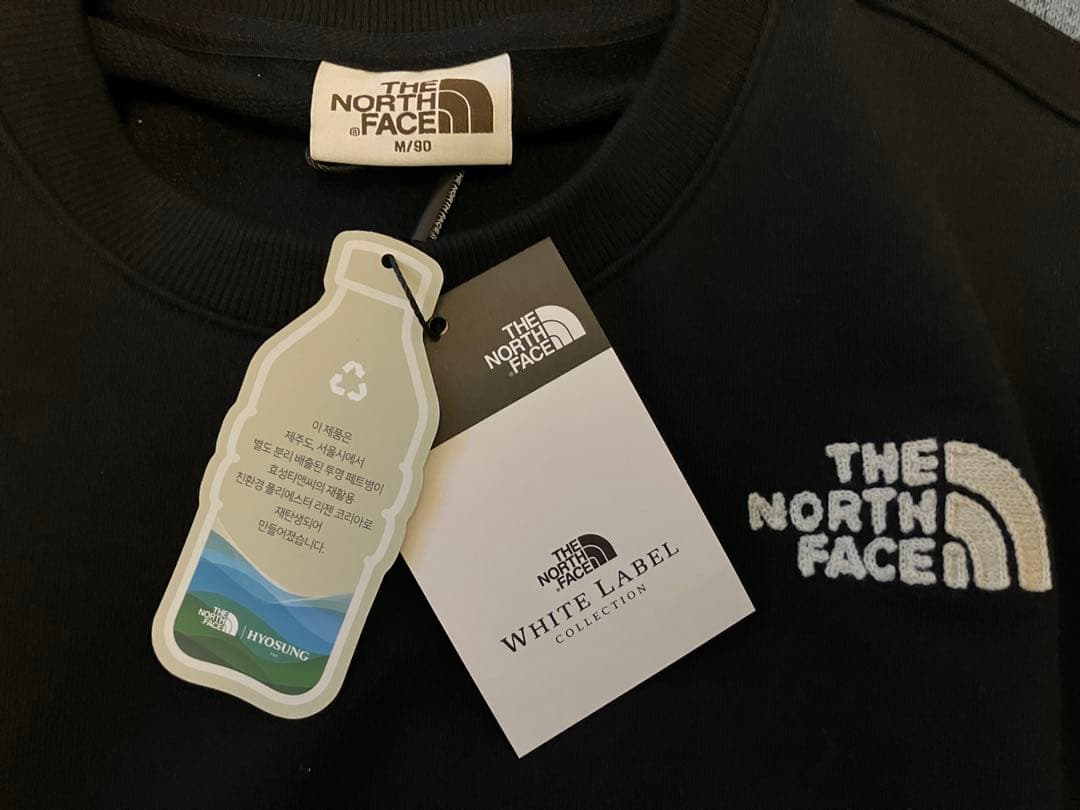 THE
NORTH
FACE
®
M/90
THE NORTH FACE
이 제품은
제주도, 서울시에서
별도 분리 배출된 투명 페트병이
효성티앤씨의 재활용
친환경 폴리에스터 리젠 코리아로
재탄생되어
만들어졌습니다.
THE
NORTH
FACE
HYOSUNG
THE
NORTH
FACE
THE
NORTH
FACE
WHITE LABEL
COLLECTION
THE
NORTH
FACE